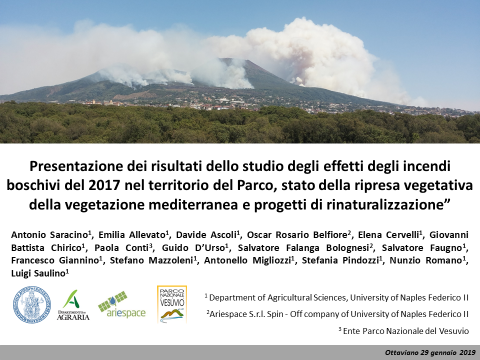 Presentazione dei risultati dello studio degli effetti degli incendi
boschivi del 2017 nel territorio del Parco, stato della ripresa vegetativa
della vegetazione mediterranea e progetti di rinaturalizzazione”
Antonio Saracino¹, Emilia Allevato¹, Davide Ascoli¹, Oscar Rosario Belfiore², Elena Cervelli¹, Giovanni
Battista Chirico¹, Paola Conti³, Guido D’Urso¹, Salvatore Falanga Bolognesi², Salvatore Faugno¹,
Francesco Giannino¹, Stefano Mazzoleni¹, Antonello Migliozzi¹, Stefania Pindozzi¹, Nunzio Romano¹,
Luigi Saulino¹
DIPARTIMENTO DI
AGRARIA
ariespace
PARCO
NAZIONALE
VESUVIO
¹ Department of Agricultural Sciences, University of Naples Federico II
²Ariespace S.r.l. Spin - Off company of University of Naples Federico II
³ Ente Parco Nazionale del Vesuvio
Ottaviano 29 gennaio 2019